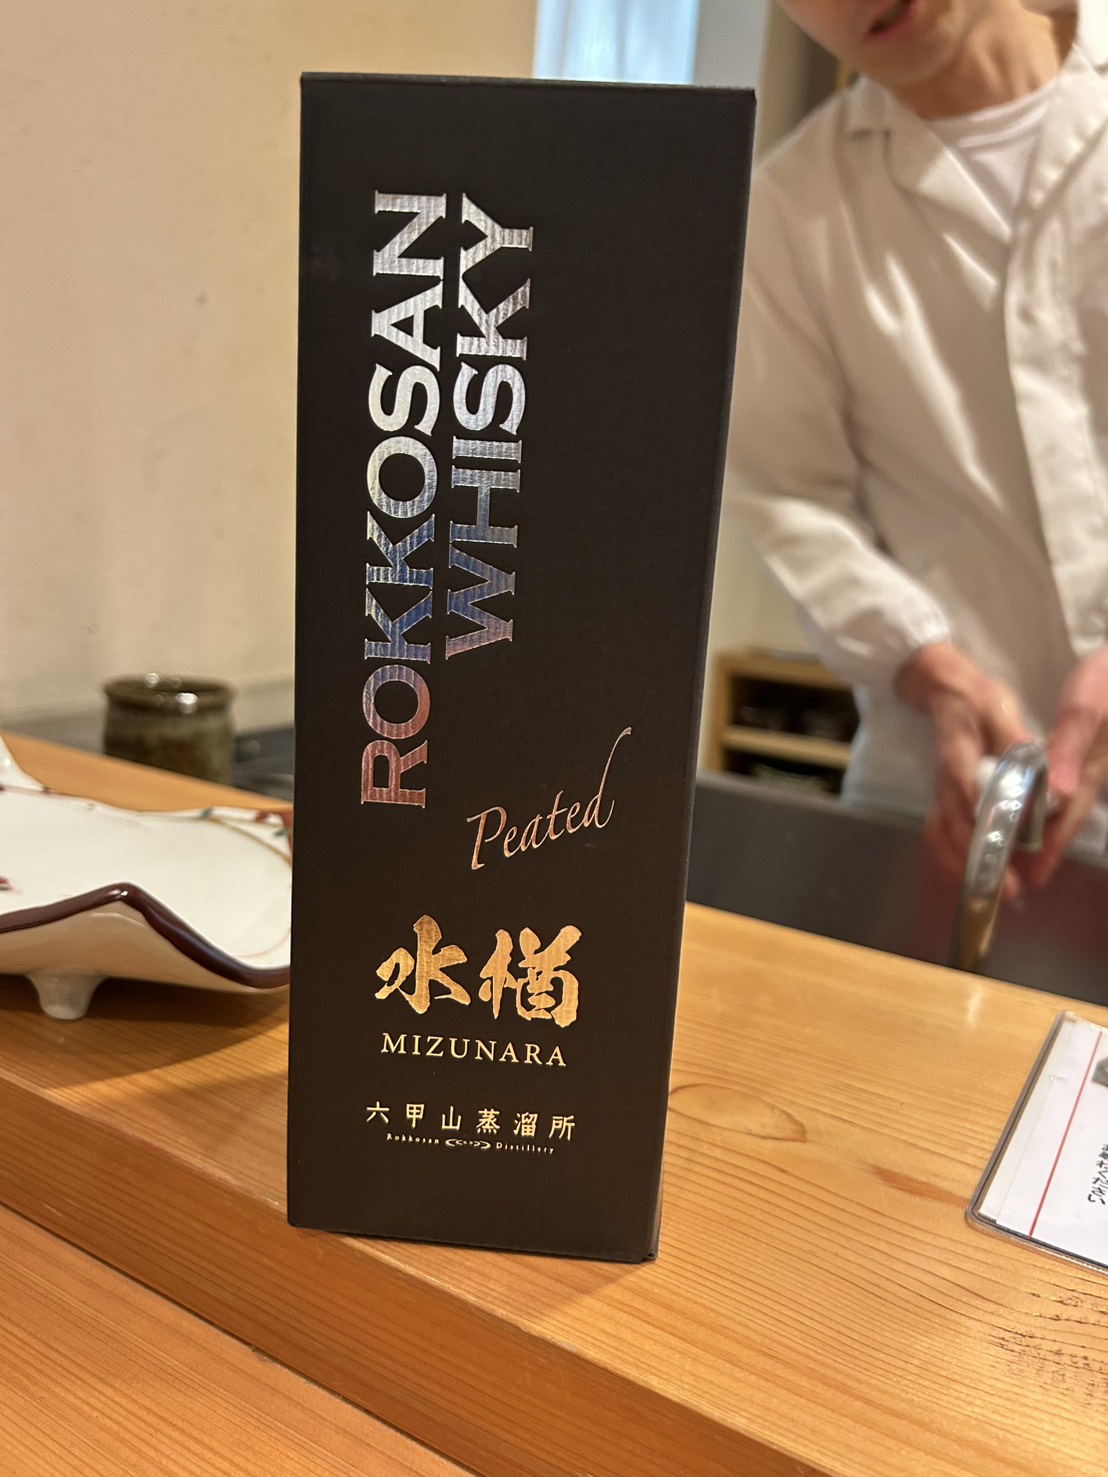 ROKKOSAN
WHISKY
Peated
水楢
MIZUNARA
六甲山蒸溜所
Rokkosan Distillery